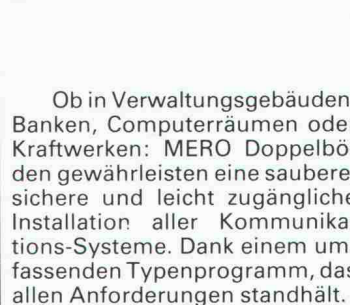 Ob in Verwaltungsgebäuden
Banken, Computerräumen ode
Kraftwerken: MERO Doppelbö
den gewährleisten eine saubere
sichere und leicht zugängliche
Installation aller Kommunika
tions-Systeme. Dank einem um
fassenden Typenprogramm, das
allen Anforderungen standhält.